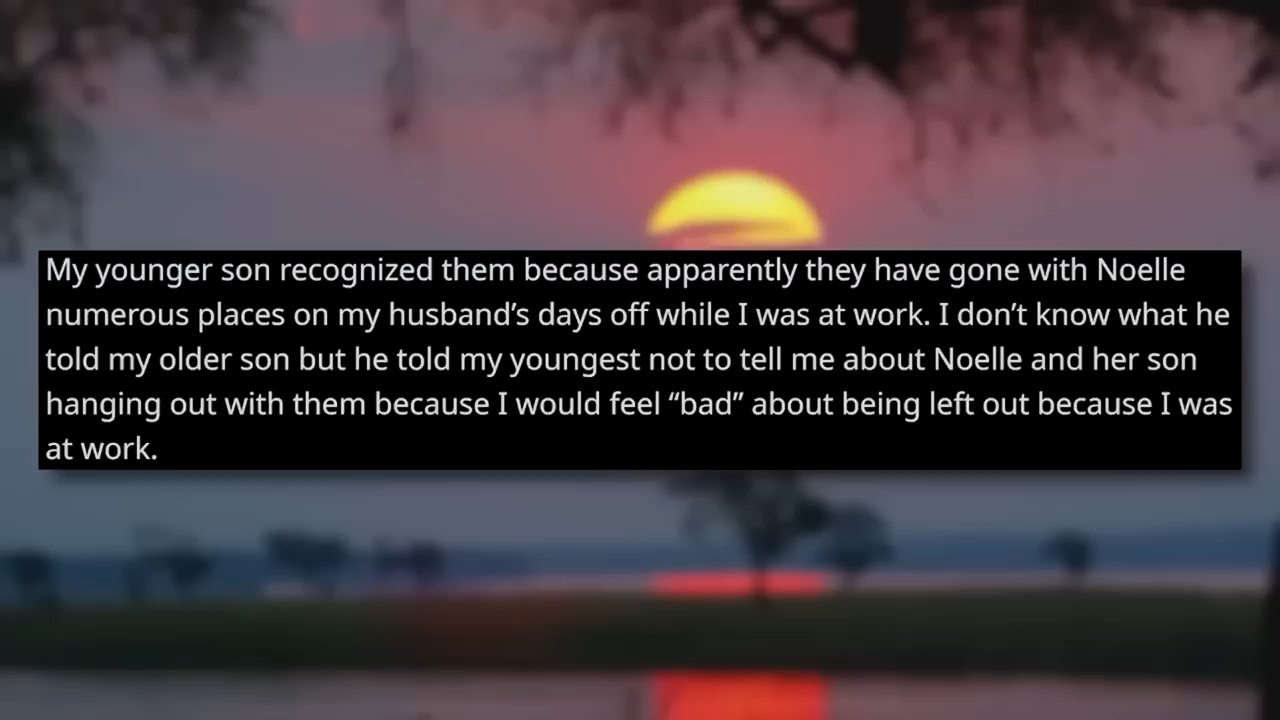 My younger son recognized them because apparently they have gone with Noelle
numerous places on my husband’s days off while I was at work. I don’t know what he
told my older son but he told my youngest not to tell me about Noelle and her son
hanging out with them because I would feel “bad” about being left out because I was
at work.